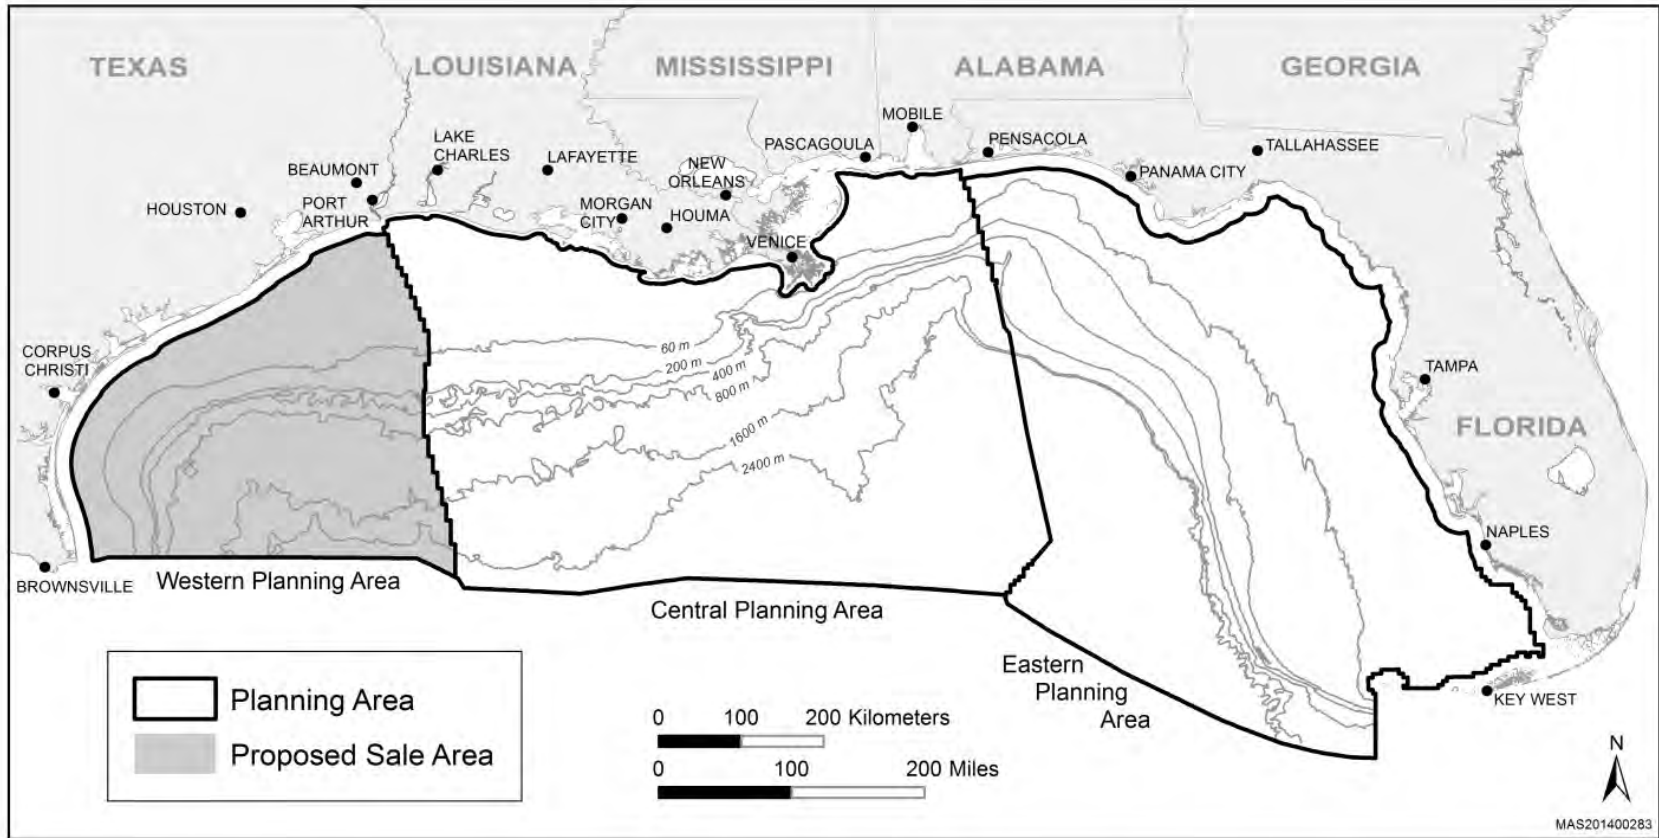 TEXAS
LOUISIANA
MISSISSIPPI
ALABAMA
GEORGIA
MOBILE
LAKE
CHARLES
PASCAGOULA
PENSACOLA
TALLAHASSEE
BEAUMONT
LAFAYETTE
NEW
ORLEANS
PANAMA CITY
HOUSTON
PORT
ARTHUR
MORGAN
CITY
HOUMA
VENICE
CORPUS
CHRISTI
60 m
200 m
400 m
800 m
TAMPA
FLORIDA
1600 m
2400 m
NAPLES
BROWNSVILLE
Western Planning Area
Central Planning Area
Eastern
Planning
Area
KEY WEST
Planning Area
Proposed Sale Area
0 100 200 Kilometers
0 100 200 Miles
N
MAS201400283